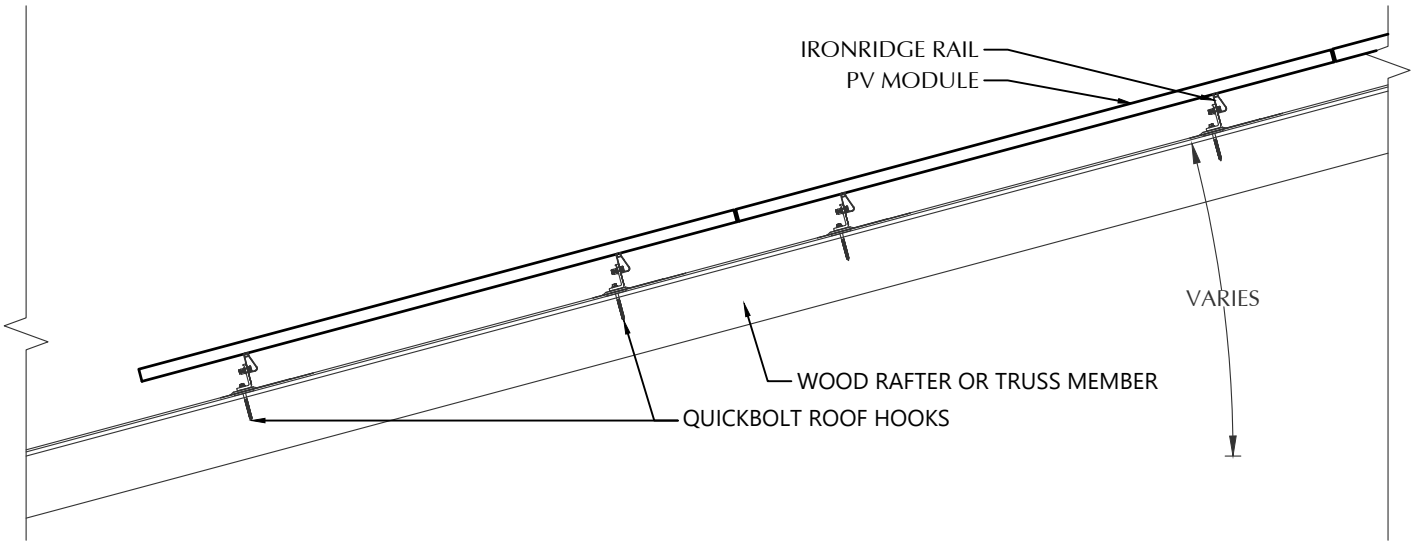 IRONRIDGE RAIL
PV MODULE
VARIES
WOOD RAFTER OR TRUSS MEMBER
QUICKBOLT ROOF HOOKS